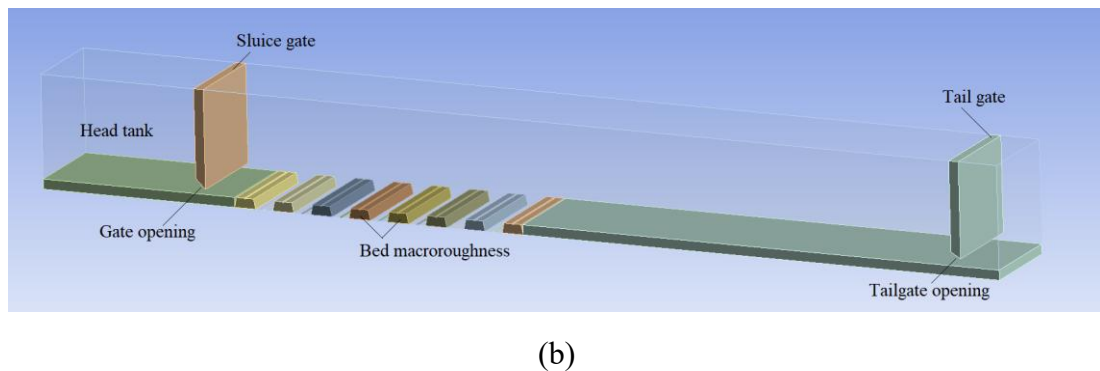 Sluice gate
Tail gate
Head tank
Gate opening
Bed macroroughness
Tailgate opening
(b)